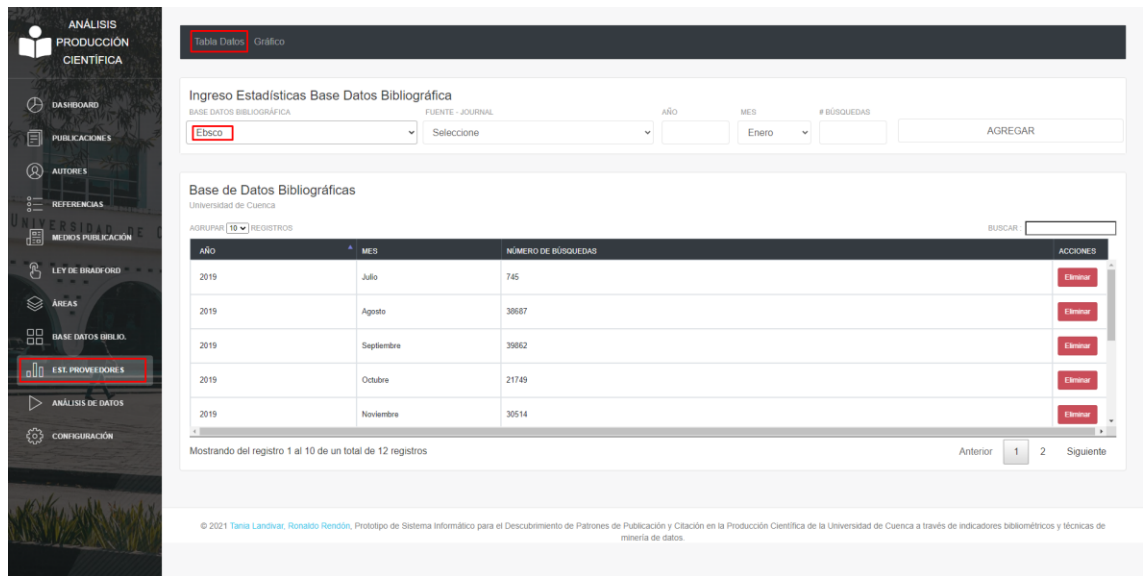 ANÁLISIS
PRODUCCIÓN
CIENTÍFICA
DASHBOARD
PUBLICACIONES
AUTORES
REFERENCIAS
UNIVERSIDAD DE C
MEDIOS PUBLICACIÓN
LEY DE BRADFORD
ÁREAS
BASE DATOS BIBLIO.
EST. PROVEEDORES
ANÁLISIS DE DATOS
CONFIGURACIÓN
Tabla Datos Gráfico
Ingreso Estadísticas Base Datos Bibliográfica
BASE DATOS BIBLIOGRÁFICA FUENTE - JOURNAL AÑO MES # BÚSQUEDAS
Ebsco Seleccione Enero AGREGAR
Base de Datos Bibliográficas
Universidad de Cuenca
AGRUPAR 10 REGISTROS BUSCAR :
AÑO MES NÚMERO DE BÚSQUEDAS ACCIONES
2019 Julio 745 Eliminar
2019 Agosto 38687 Eliminar
2019 Septiembre 39862 Eliminar
2019 Octubre 21749 Eliminar
2019 Noviembre 30514 Eliminar
Mostrando del registro 1 al 10 de un total de 12 registros Anterior 1 2 Siguiente
© 2021 Tania Landivar, Ronaldo Rendón, Prototipo de Sistema Informático para el Descubrimiento de Patrones de Publicación y Citación en la Producción Científica de la Universidad de Cuenca a través de indicadores bibliométricos y técnicas de
minería de datos.